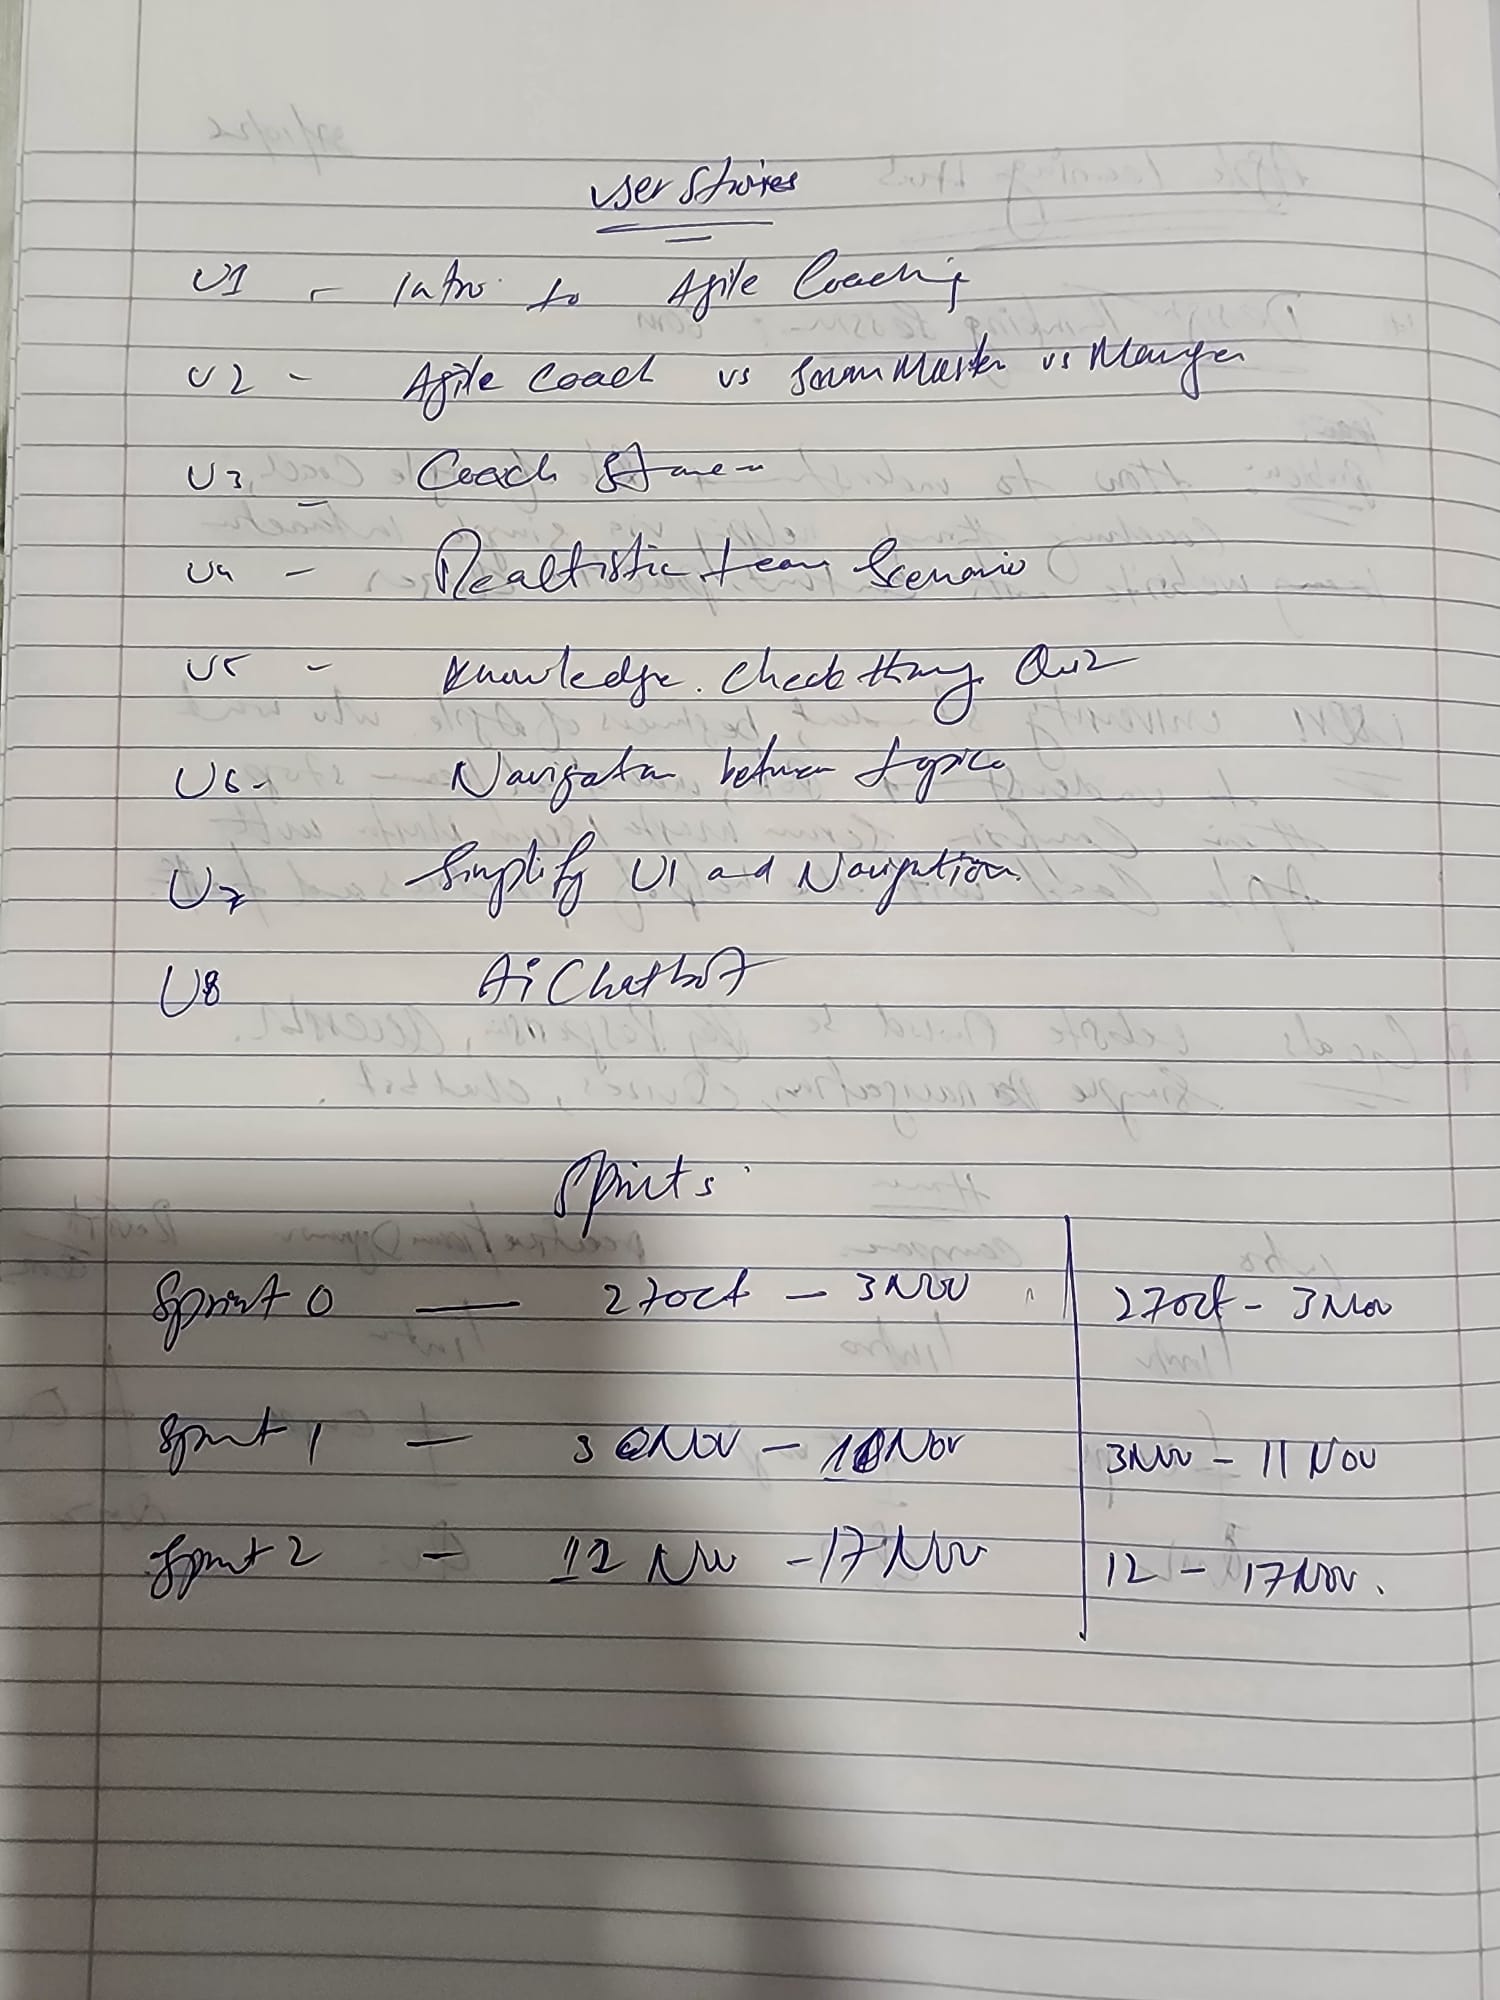 User Stories
U1 - Intro to Agile Coaching
U2 - Agile Coach vs Scrum Master vs Manager
U3 - Coach Stance
U4 - Realtistic team Scenario
U5 - Knowledge check Quiz
U6 - Navigation between topics
U7 Simplify UI and Navigation.
U8 Ai Chatbot
Sprints
Sprint 0 — 27 Oct - 3 Nov 27 Oct - 3 Nov
Sprint 1 - 3 Nov - Nov 3 Nov - 11 Nov
Sprint 2 - 12 Nov - 17 Nov 12 - 17 Nov.